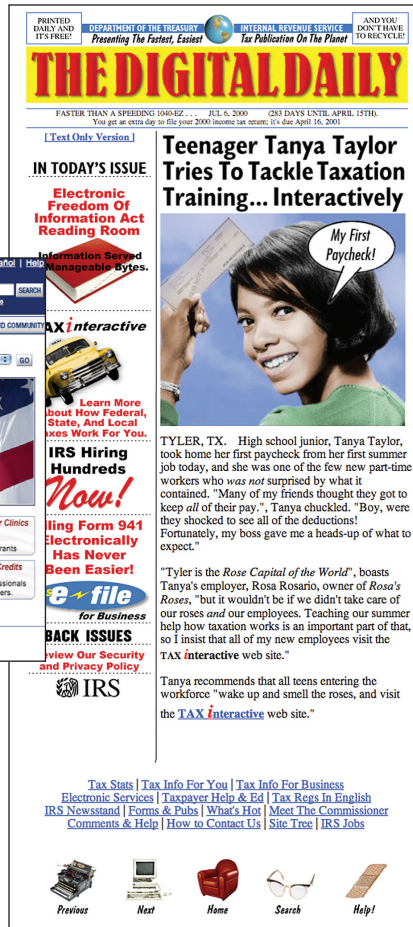 PRINTED
DAILY AND
IT'S FREE!
DEPARTMENT OF THE TREASURY
INTERNAL REVENUE SERVICE
Presenting The Fastest, Easiest
Tax Publication On The Planet
AND YOU
DON'T HAVE
TO RECYCLE!
THE DIGITAL DAILY
FASTER THAN A SPEEDING 1040-EZ . . . JUL 6, 2000 (283 DAYS UNTIL APRIL 15TH).
You get an extra day to file your 2000 income tax return; it's due April 16, 2001
[ Text Only Version ]
IN TODAY'S ISSUE
Electronic
Freedom Of
Information Act
Reading Room
Information Served
Manageable Bytes.
AX interactive
Learn More
bout How Federal,
State, And Local
xes Work For You.
IRS Hiring
Hundreds
Now!
ling Form 941
Electronically
Has Never
Been Easier!
e-file
for Business
BACK ISSUES
view Our Security
and Privacy Policy
IRS
Teenager Tanya Taylor
Tries To Tackle Taxation
Training... Interactively
My First
Paycheck!
TYLER, TX. High school junior, Tanya Taylor,
took home her first paycheck from her first summer
job today, and she was one of the few new part-time
workers who was not surprised by what it
contained. "Many of my friends thought they got to
keep all of their pay.", Tanya chuckled. "Boy, were
they shocked to see all of the deductions!
Fortunately, my boss gave me a heads-up of what to
expect."
"Tyler is the Rose Capital of the World", boasts
Tanya's employer, Rosa Rosario, owner of Rosa's
Roses, "but it wouldn't be if we didn't take care of
our roses and our employees. Teaching our summer
help how taxation works is an important part of that,
so I insist that all of my new employees visit the
TAX interactive web site."
Tanya recommends that all teens entering the
workforce "wake up and smell the roses, and visit
the TAX interactive web site."
añol | Help
SEARCH
D COMMUNITY
GO
r Clinics
rants
Credits
ssionals
ers.
Tax Stats | Tax Info For You | Tax Info For Business
Electronic Services | Taxpayer Help & Ed | Tax Regs In English
IRS Newsstand | Forms & Pubs | What's Hot | Meet The Commissioner
Comments & Help | How to Contact Us | Site Tree | IRS Jobs
Previous
Next
Home
Search
Help!